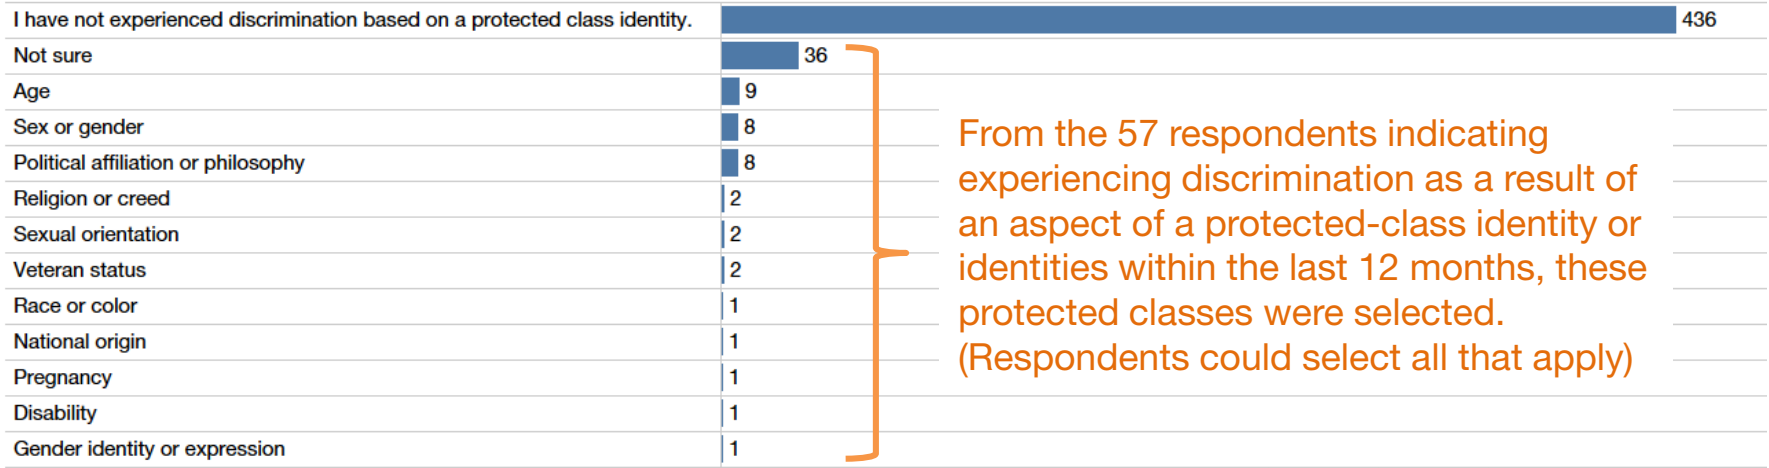 I have not experienced discrimination based on a protected class identity. 436
Not sure 36
Age 9
Sex or gender 8
Political affiliation or philosophy 8
Religion or creed 2
Sexual orientation 2
Veteran status 2
Race or color 1
National origin 1
Pregnancy 1
Disability 1
Gender identity or expression 1
From the 57 respondents indicating
experiencing discrimination as a result of
an aspect of a protected-class identity or
identities within the last 12 months, these
protected classes were selected.
(Respondents could select all that apply)